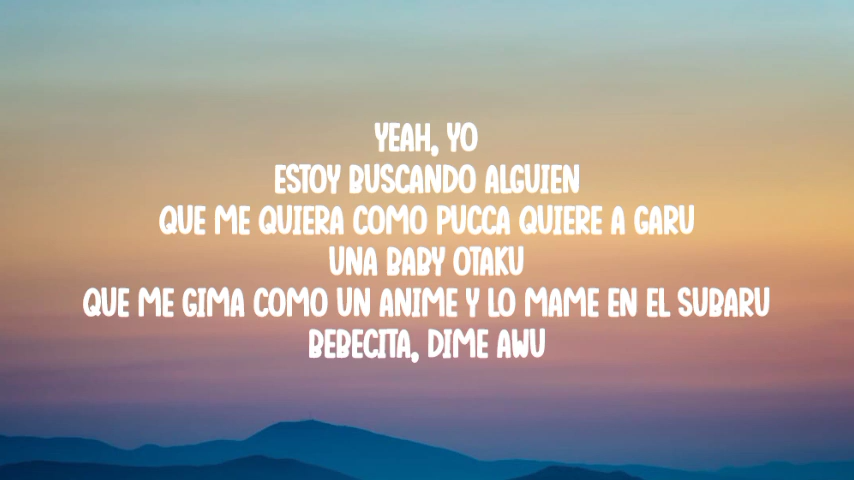 YEAH, YO
ESTOY BUSCANDO ALGUIEN
QUE ME QUIERA COMO PUCCA QUIERE A GARU
UNA BABY OTAKU
QUE ME GIMA COMO UN ANIME Y LO MAME EN EL SUBARU
BEBECITA, DIME AWU